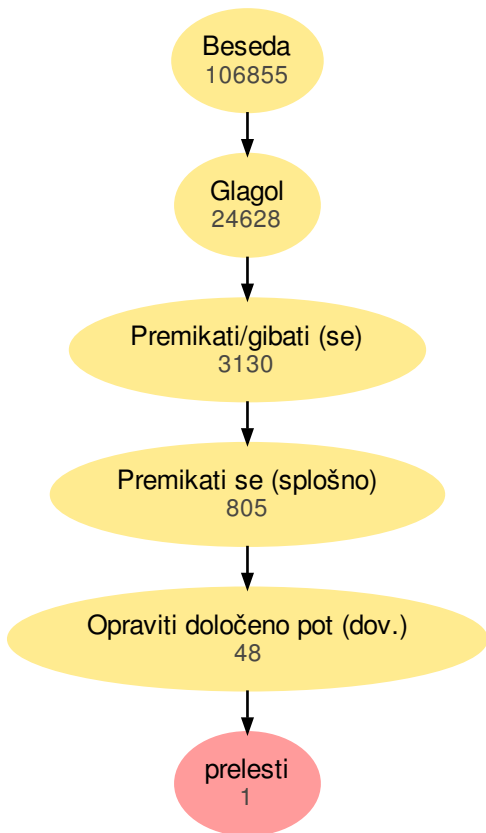 Beseda
106855
Glagol
24628
Premikati/gibati (se)
3130
Premikati se (splošno)
805
Opraviti določeno pot (dov.)
48
prelesti
1